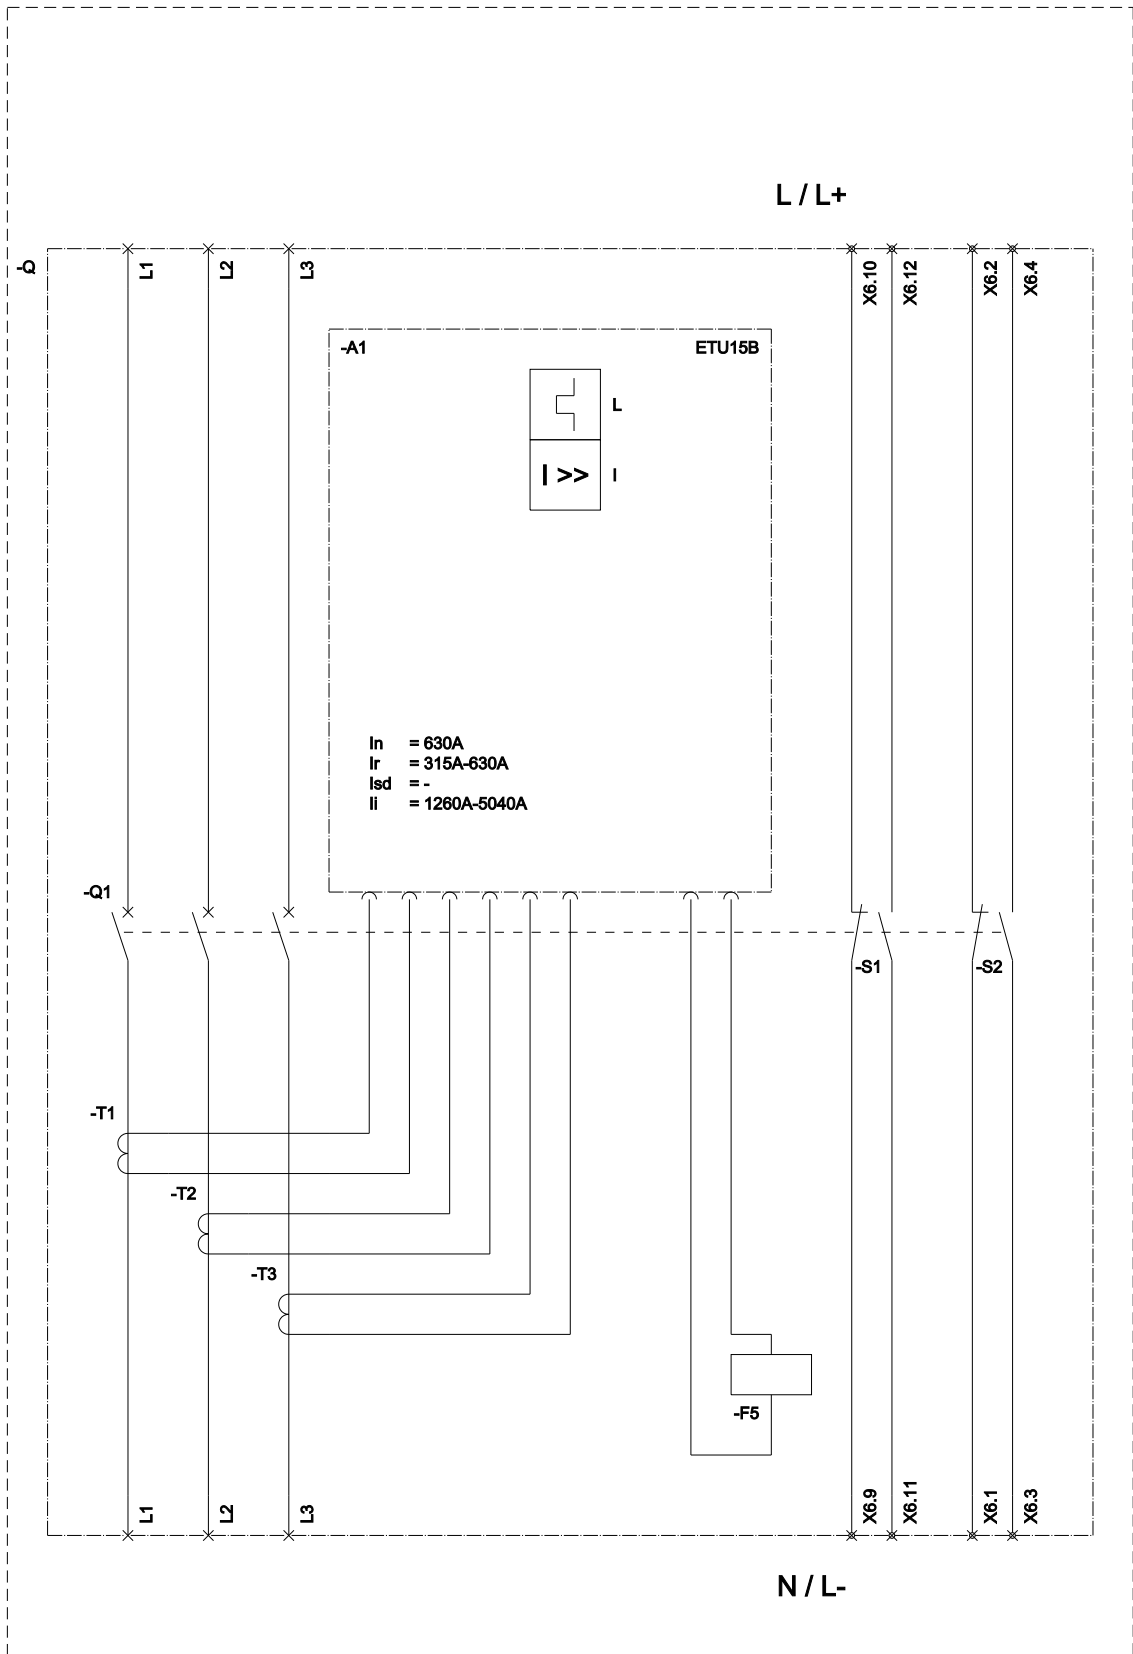 L / L+
-Q
L1
L2
L3
X6.10
X6.12
X6.2
X6.4
-A1
ETU15B
L
I >>
I
In = 630A
Ir = 315A-630A
Isd = -
Ii = 1260A-5040A
-Q1
-S1
-S2
-T1
-T2
-T3
-F5
L1
L2
L3
X6.9
X6.11
X6.1
X6.3
N / L-